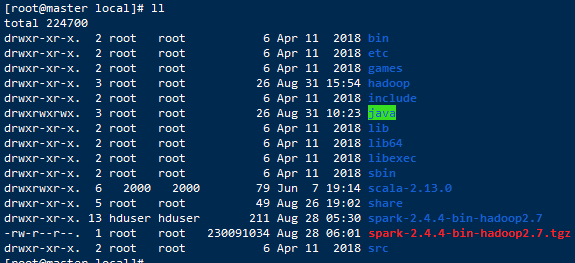 [root@master local]# ll
total 224700
drwxr-xr-x.  2 root   root          6 Apr 11  2018 bin
drwxr-xr-x.  2 root   root          6 Apr 11  2018 etc
drwxr-xr-x.  2 root   root          6 Apr 11  2018 games
drwxr-xr-x.  3 root   root         26 Aug 31 15:54 hadoop
drwxr-xr-x.  2 root   root          6 Apr 11  2018 include
drwxrwxrwx.  3 root   root         26 Aug 31 10:23 java
drwxr-xr-x.  2 root   root          6 Apr 11  2018 lib
drwxr-xr-x.  2 root   root          6 Apr 11  2018 lib64
drwxr-xr-x.  2 root   root          6 Apr 11  2018 libexec
drwxr-xr-x.  2 root   root          6 Apr 11  2018 sbin
drwxrwxr-x.  6   2000   2000       79 Jun  7 19:14 scala-2.13.0
drwxr-xr-x.  5 root   root         49 Aug 26 19:02 share
drwxr-xr-x. 13 hduser hduser      211 Aug 28 05:30 spark-2.4.4-bin-hadoop2.7
-rw-r--r--.  1 root   root  230091034 Aug 28 06:01 spark-2.4.4-bin-hadoop2.7.tgz
drwxr-xr-x.  2 root   root          6 Apr 11  2018 src
[root@master local]#